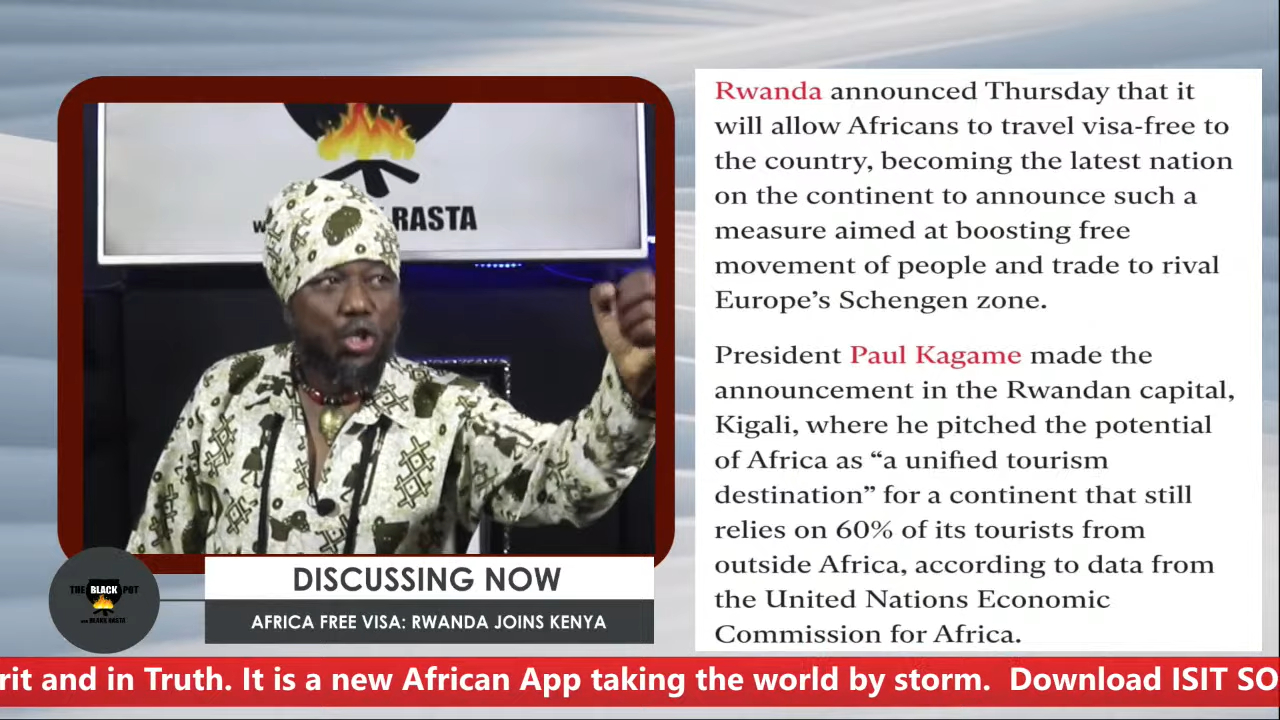 w
RASTA
Rwanda announced Thursday that it
will allow Africans to travel visa-free to
the country, becoming the latest nation
on the continent to announce such a
measure aimed at boosting free
movement of people and trade to rival
Europe’s Schengen zone.
President Paul Kagame made the
announcement in the Rwandan capital,
Kigali, where he pitched the potential
of Africa as “a unified tourism
destination” for a continent that still
relies on 60% of its tourists from
outside Africa, according to data from
the United Nations Economic
Commission for Africa.
THE BLACK POT
WITH BLAKK RASTA
DISCUSSING NOW
AFRICA FREE VISA: RWANDA JOINS KENYA
rit and in Truth. It is a new African App taking the world by storm. Download ISIT SO